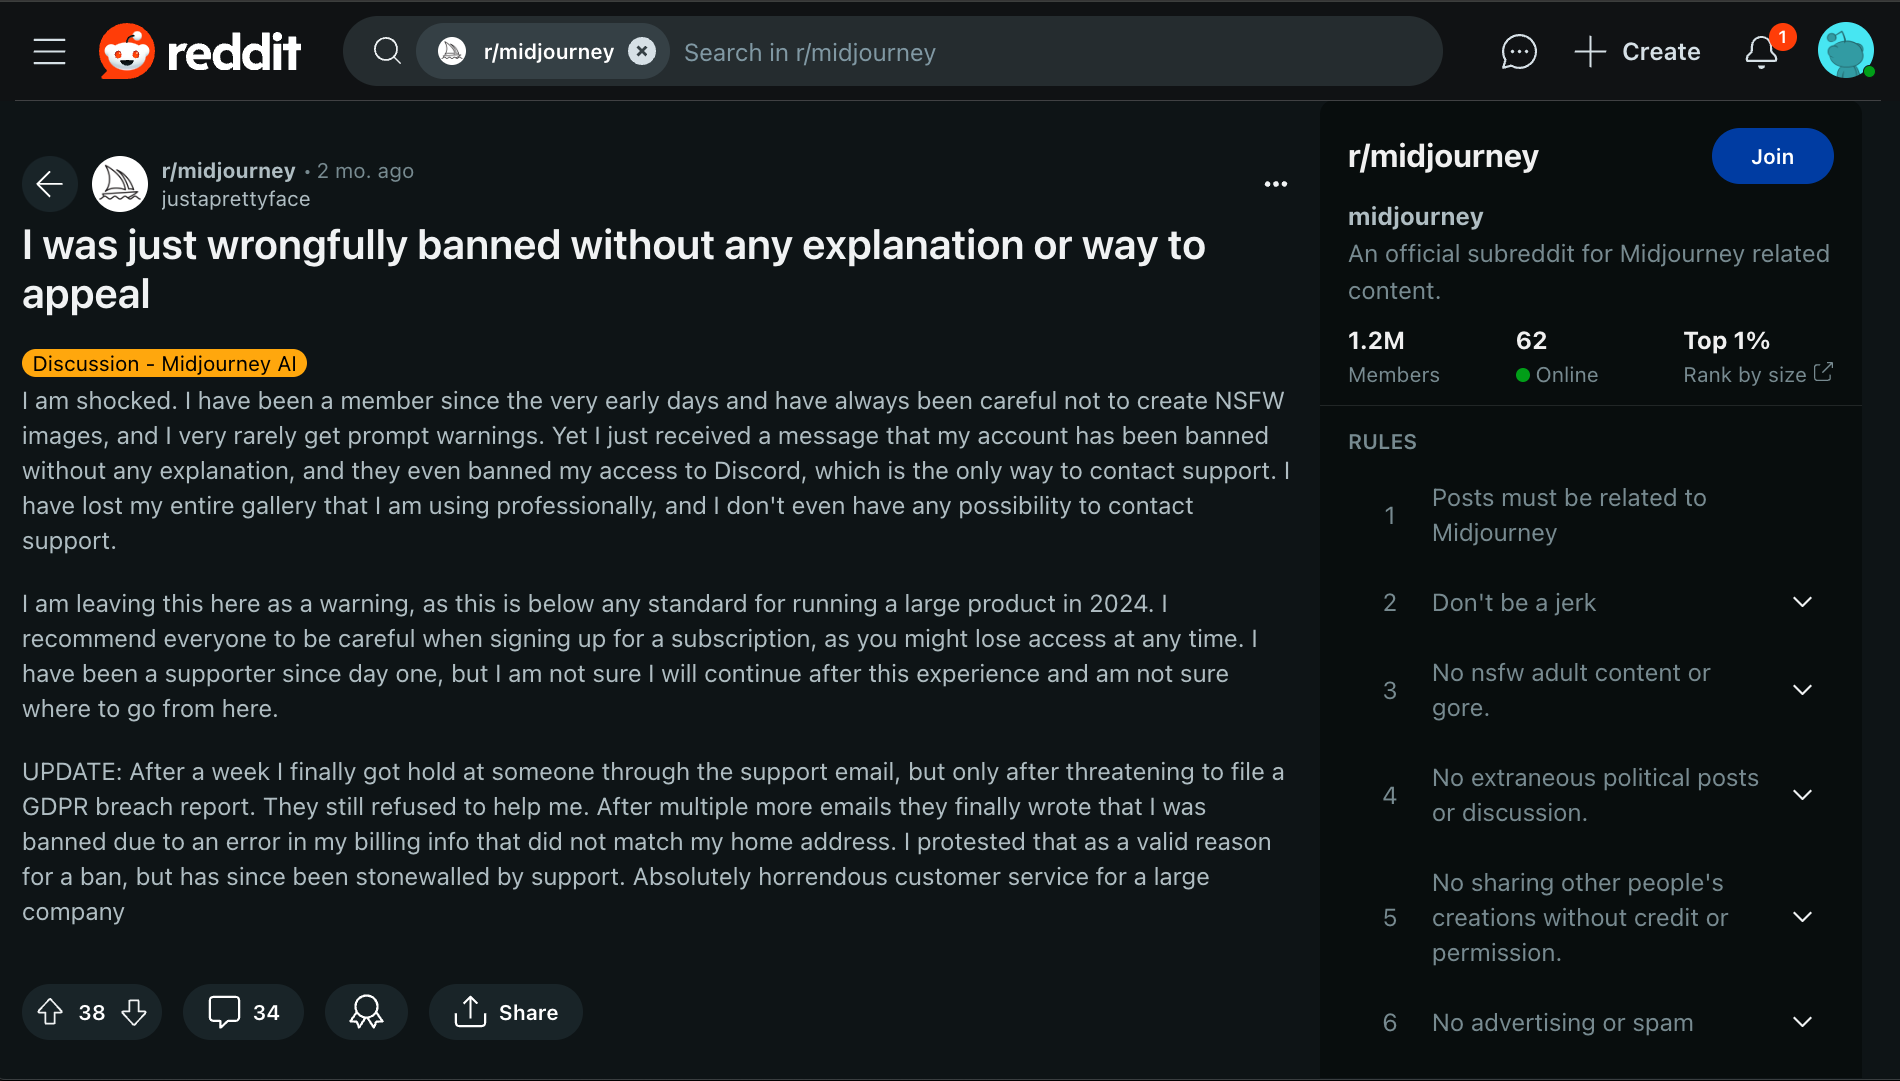 reddit
r/midjourney
Search in r/midjourney
Create
1
r/midjourney • 2 mo. ago
justaprettyface
I was just wrongfully banned without any explanation or way to
appeal
Discussion - Midjourney AI
I am shocked. I have been a member since the very early days and have always been careful not to create NSFW
images, and I very rarely get prompt warnings. Yet I just received a message that my account has been banned
without any explanation, and they even banned my access to Discord, which is the only way to contact support. I
have lost my entire gallery that I am using professionally, and I don't even have any possibility to contact
support.
I am leaving this here as a warning, as this is below any standard for running a large product in 2024. I
recommend everyone to be careful when signing up for a subscription, as you might lose access at any time. I
have been a supporter since day one, but I am not sure I will continue after this experience and am not sure
where to go from here.
UPDATE: After a week I finally got hold at someone through the support email, but only after threatening to file a
GDPR breach report. They still refused to help me. After multiple more emails they finally wrote that I was
banned due to an error in my billing info that did not match my home address. I protested that as a valid reason
for a ban, but has since been stonewalled by support. Absolutely horrendous customer service for a large
company
38
34
Share
r/midjourney
Join
midjourney
An official subreddit for Midjourney related
content.
1.2M
Members
62
Online
Top 1%
Rank by size
RULES
1
Posts must be related to
Midjourney
2
Don't be a jerk
3
No nsfw adult content or
gore.
4
No extraneous political posts
or discussion.
5
No sharing other people's
creations without credit or
permission.
6
No advertising or spam